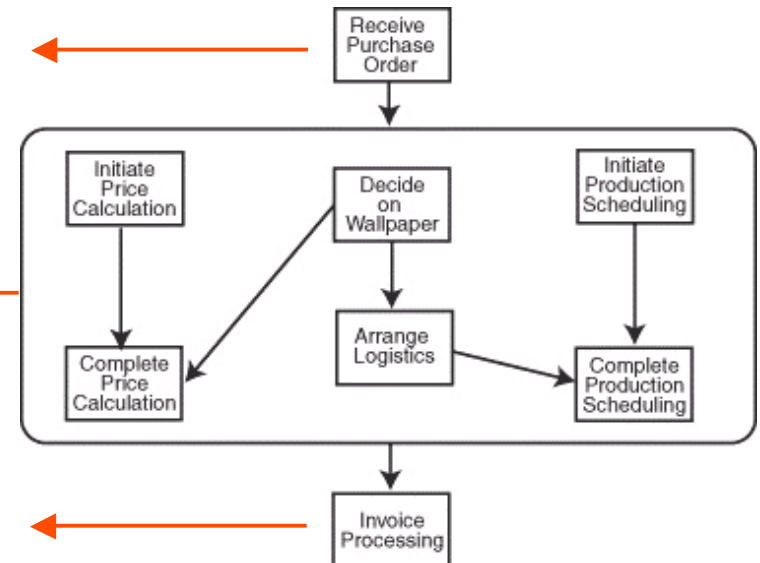 Receive
Purchase
Order
Initiate
Price
Calculation
Decide
on
Wallpaper
Initiate
Production
Scheduling
Complete
Price
Calculation
Arrange
Logistics
Complete
Production
Scheduling
Invoice
Processing